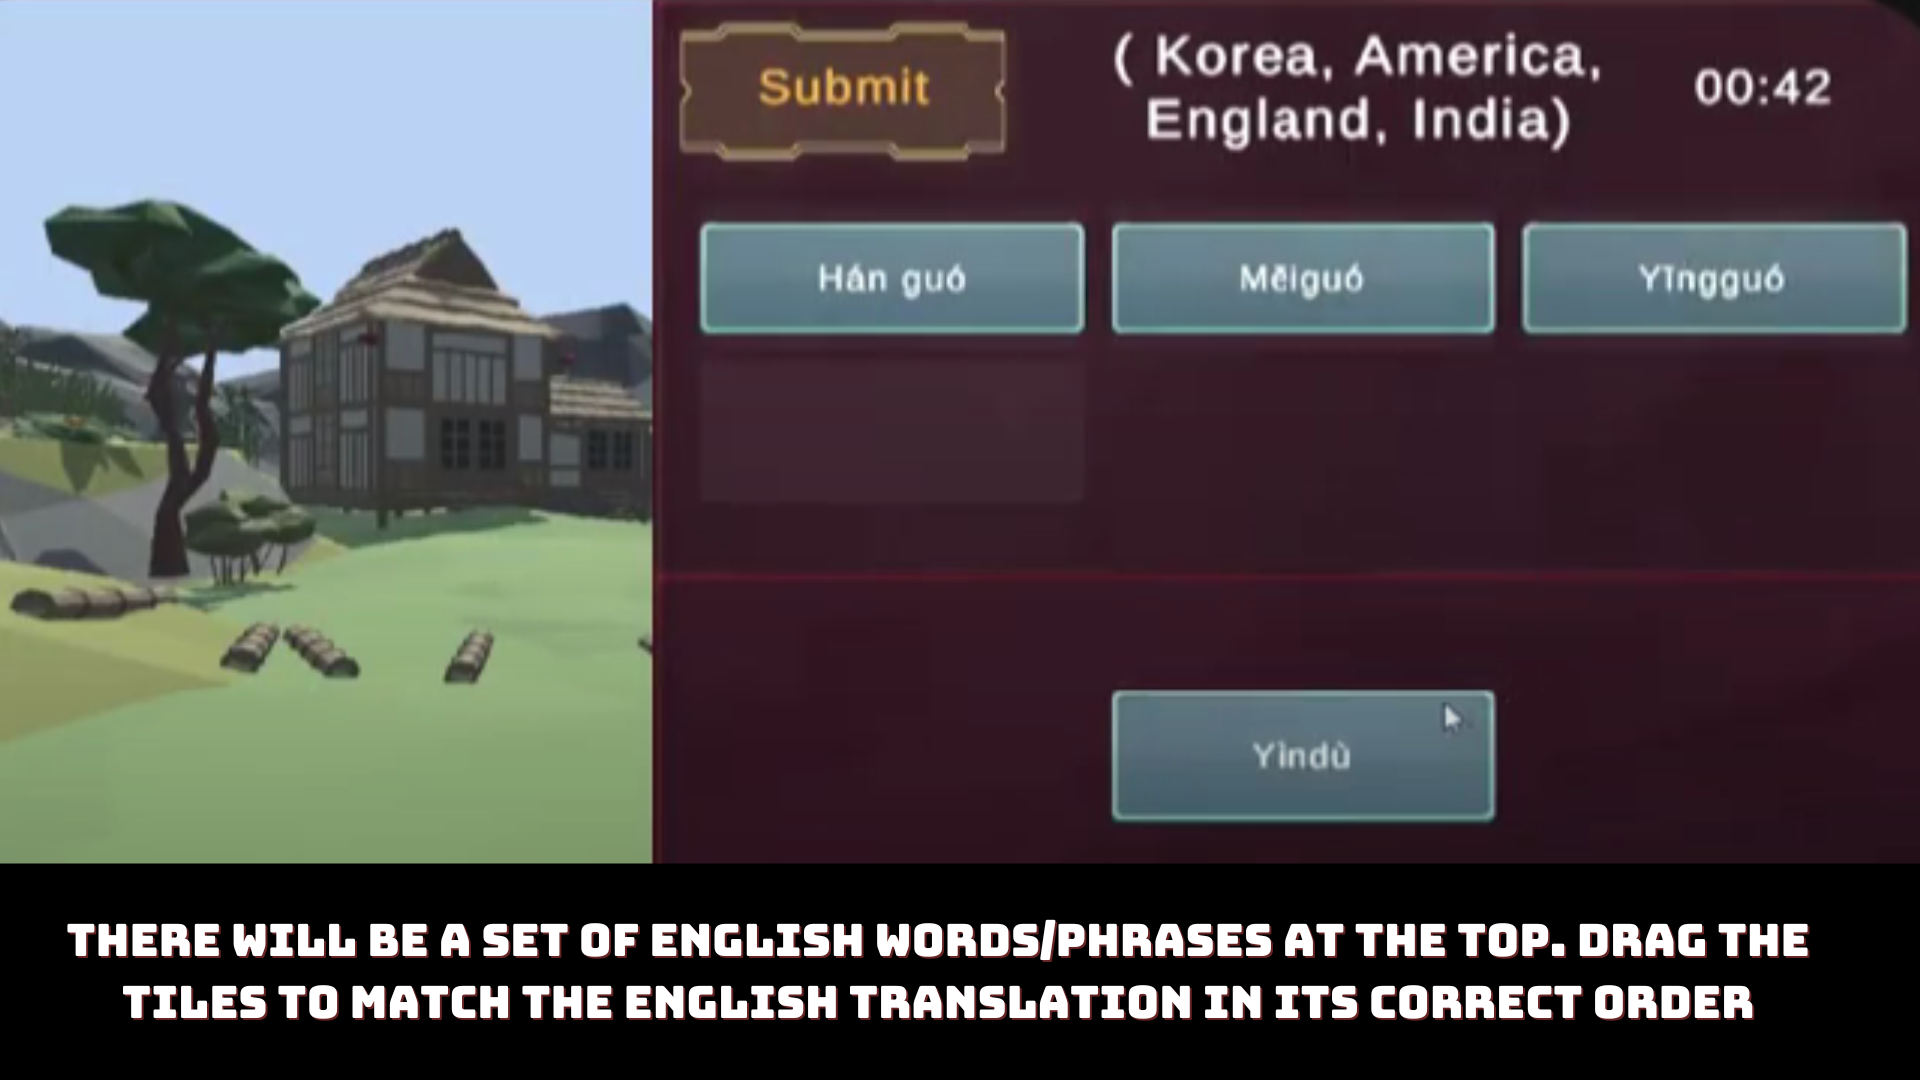 Submit
( Korea, America,
England, India)
00:42
Hán guó
Měiguó
Yīngguó
Yìndù
THERE WILL BE A SET OF ENGLISH WORDS/PHRASES AT THE TOP. DRAG THE
TILES TO MATCH THE ENGLISH TRANSLATION IN ITS CORRECT ORDER